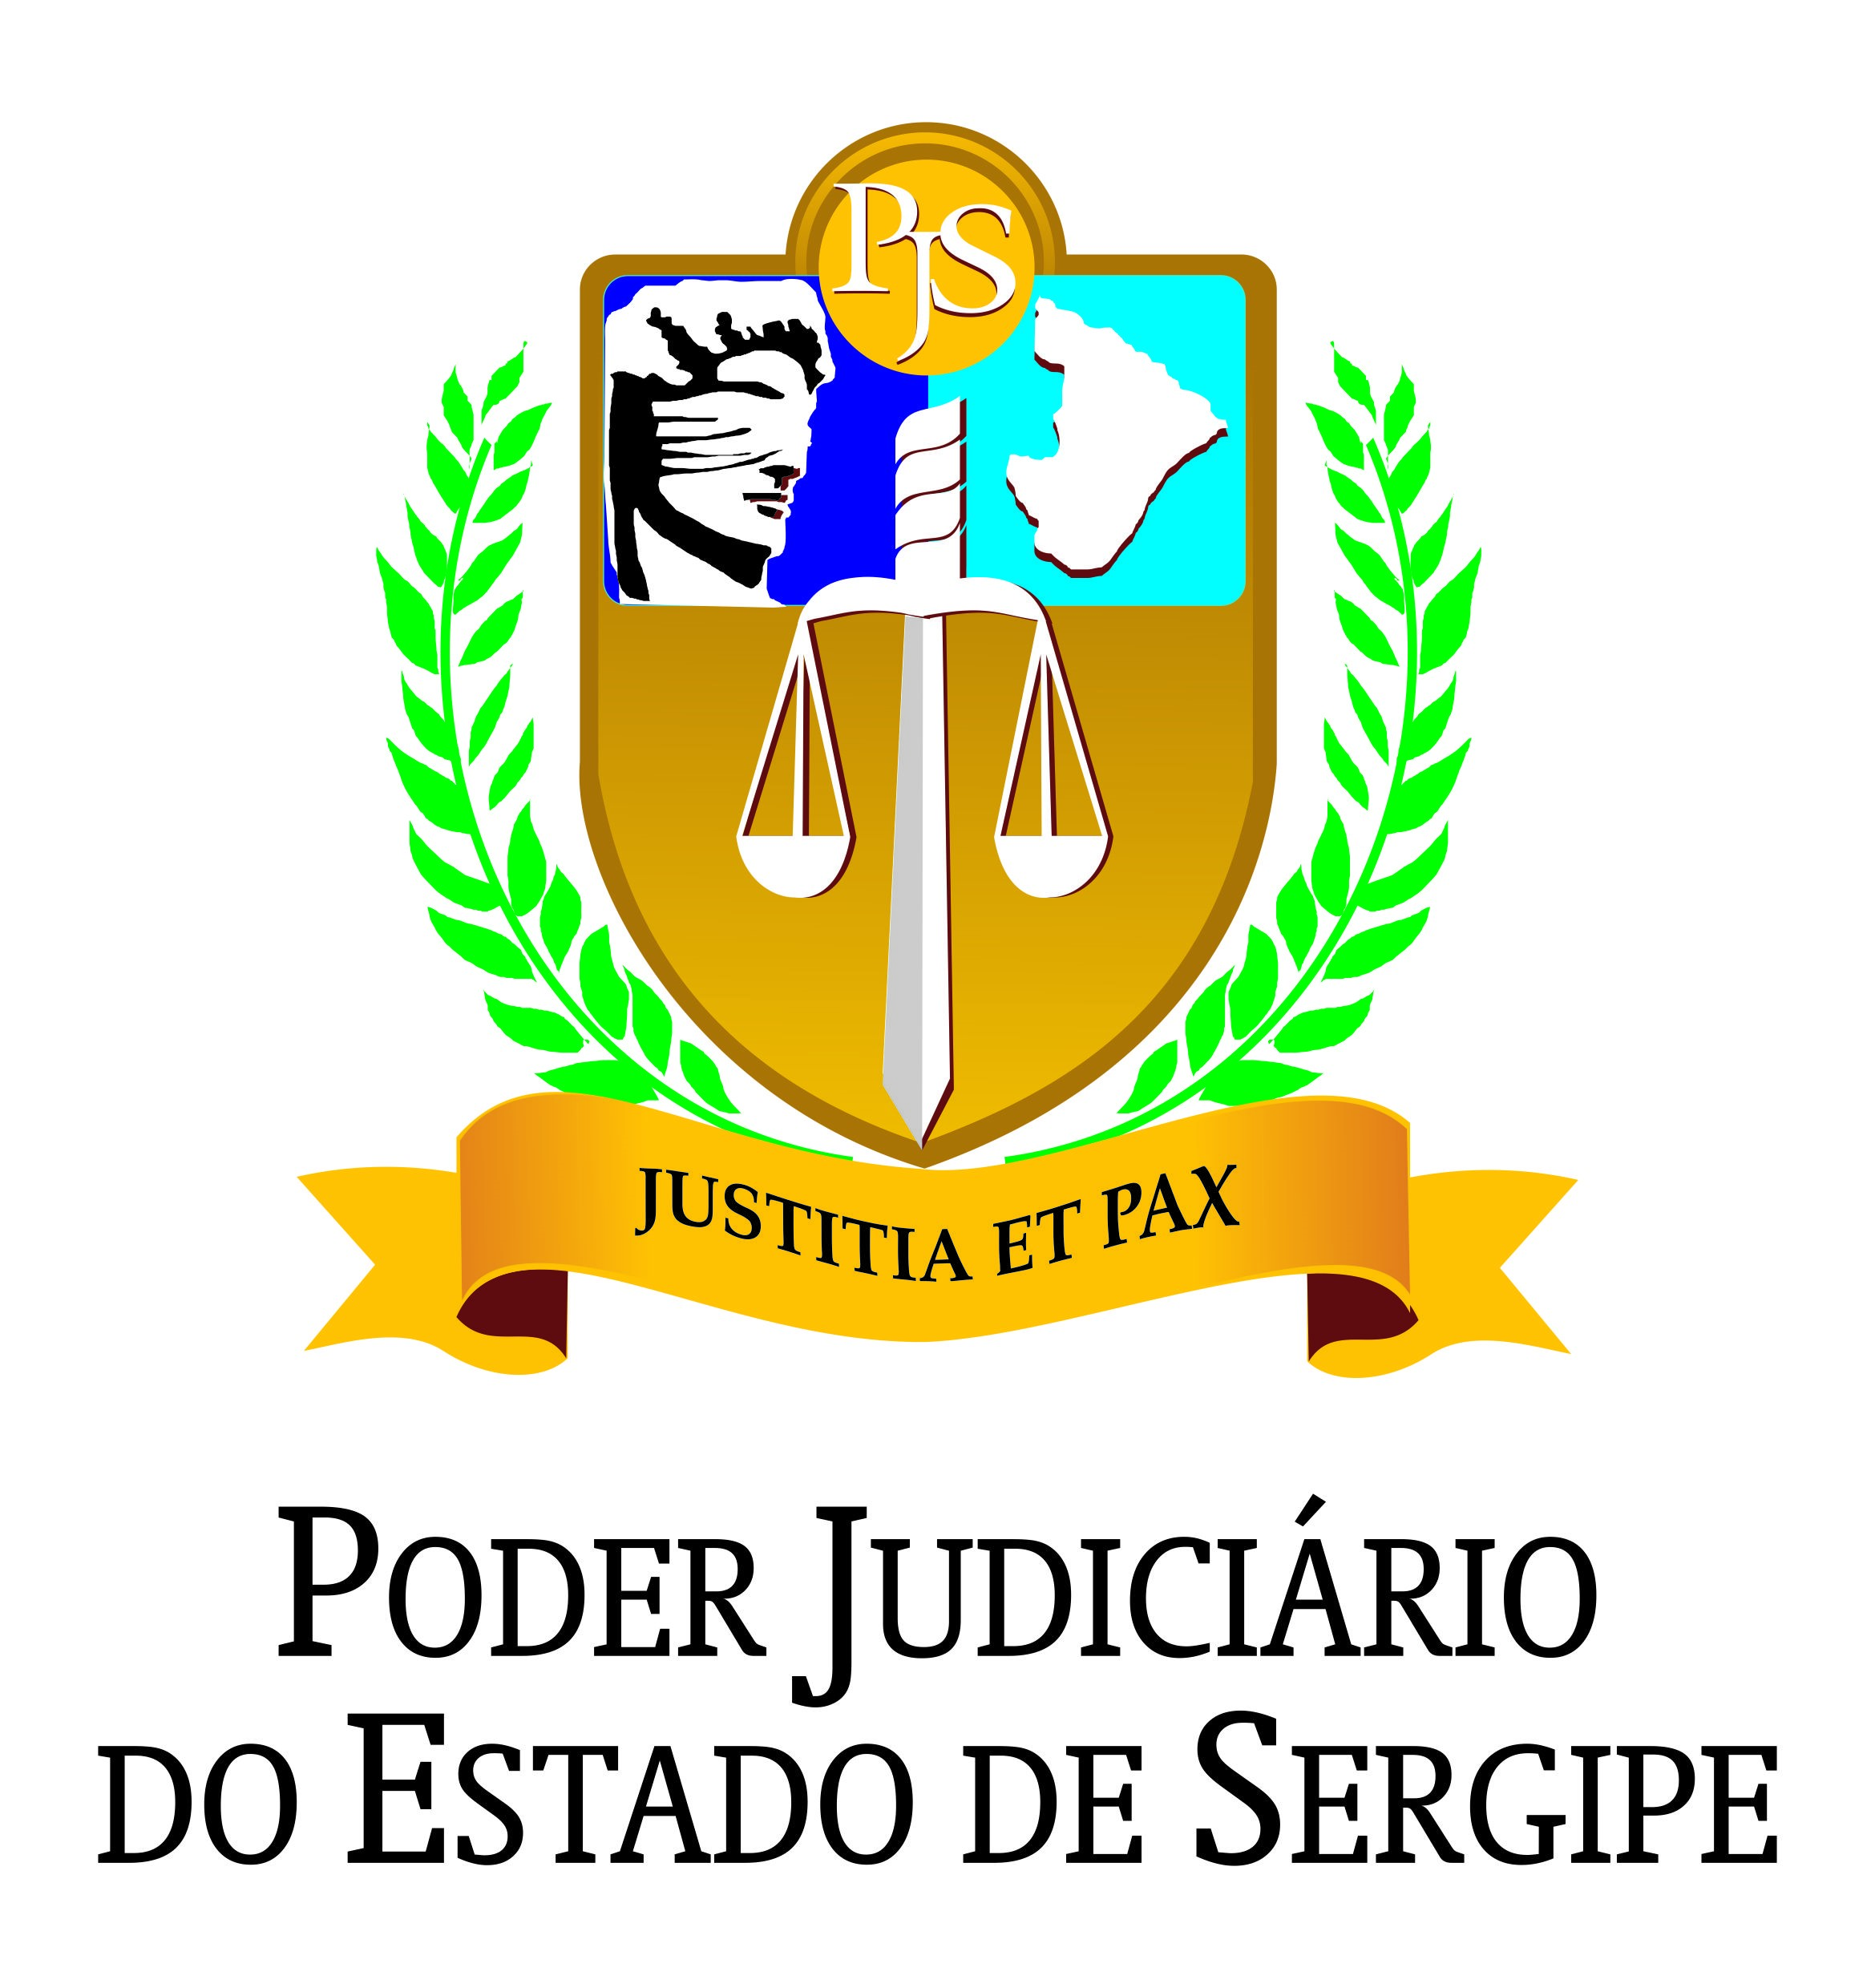 PJS
JUSTITIA ET PAX
PODER JUDICIÁRIO
DO ESTADO DE SERGIPE